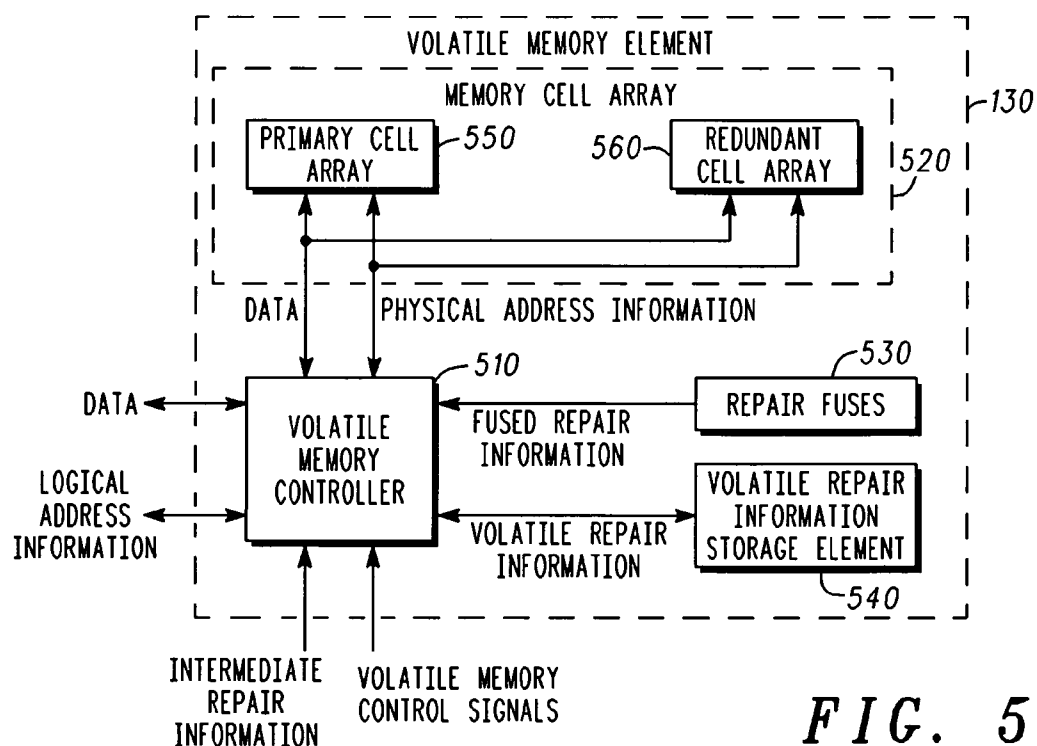 VOLATILE MEMORY ELEMENT
MEMORY CELL ARRAY
130
PRIMARY CELL
ARRAY
550
560
REDUNDANT
CELL ARRAY
520
DATA
PHYSICAL ADDRESS INFORMATION
510
530
DATA
VOLATILE
MEMORY
CONTROLLER
FUSED REPAIR
INFORMATION
REPAIR FUSES
LOGICAL
ADDRESS
INFORMATION
VOLATILE REPAIR
INFORMATION
VOLATILE REPAIR
INFORMATION
STORAGE ELEMENT
540
INTERMEDIATE
REPAIR
INFORMATION
VOLATILE MEMORY
CONTROL SIGNALS
FIG. 5